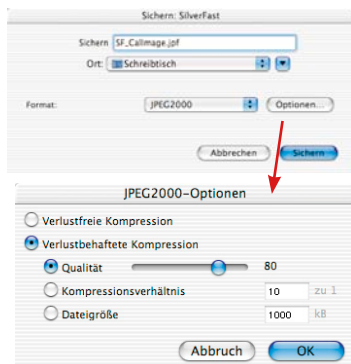 Sichern: SilverFast
Sichern SF_CalImage.jpf
Ort: Schreibtisch
Format: JPEG2000 Optionen...
Abbrechen Sichern
JPEG2000-Optionen
Verlustfreie Kompression
Verlustbehaftete Kompression
Qualität 80
Kompressionsverhältnis 10 zu 1
Dateigröße 1000 kB
Abbruch OK